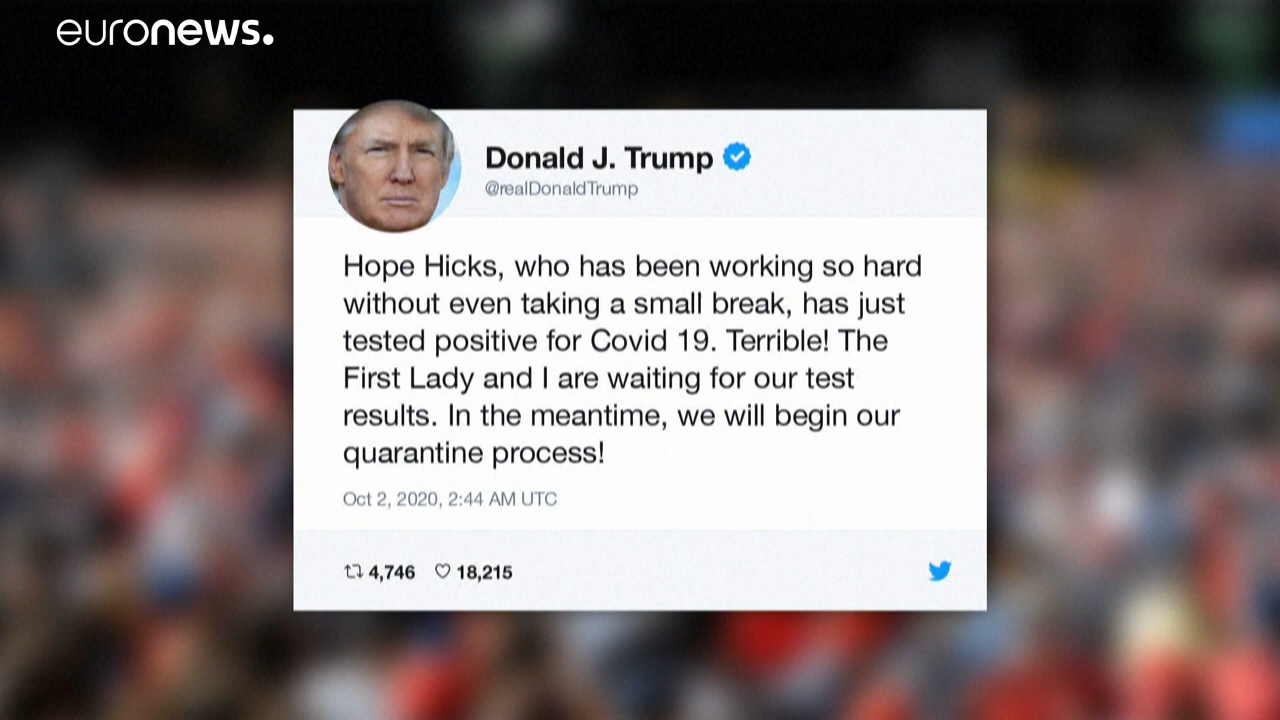 euronews.
Donald J. Trump
@realDonaldTrump
Hope Hicks, who has been working so hard
without even taking a small break, has just
tested positive for Covid 19. Terrible! The
First Lady and I are waiting for our test
results. In the meantime, we will begin our
quarantine process!
Oct 2, 2020, 2:44 AM UTC
4,746 18,215